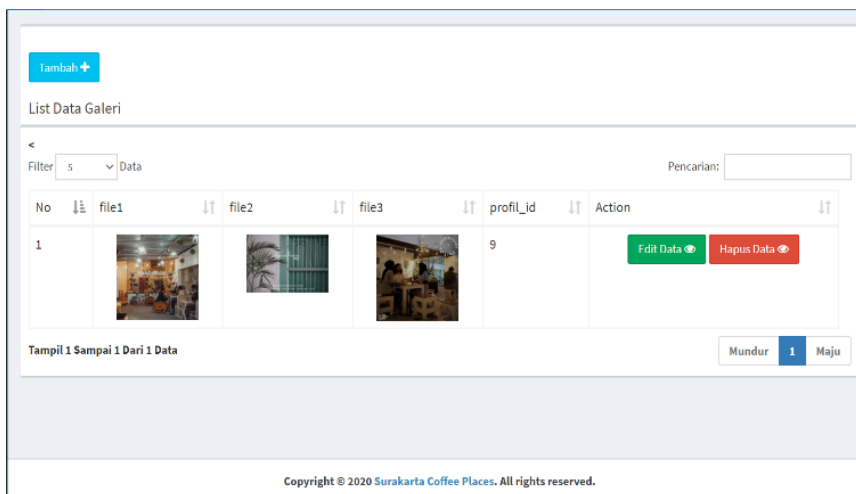 Tambah +
List Data Galeri
<
Filter 5 Data Pencarian:
No file1 file2 file3 profil_id Action
1 9 Edit Data Hapus Data
Tampil 1 Sampai 1 Dari 1 Data Mundur 1 Maju
Copyright © 2020 Surakarta Coffee Places. All rights reserved.